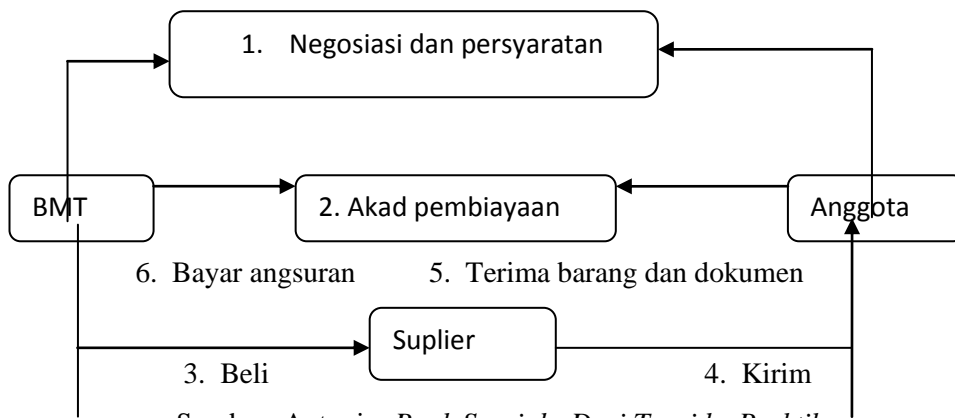 1. Negosiasi dan persyaratan
BMT
2. Akad pembiayaan
Anggota
6. Bayar angsuran 5. Terima barang dan dokumen
Suplier
3. Beli 4. Kirim